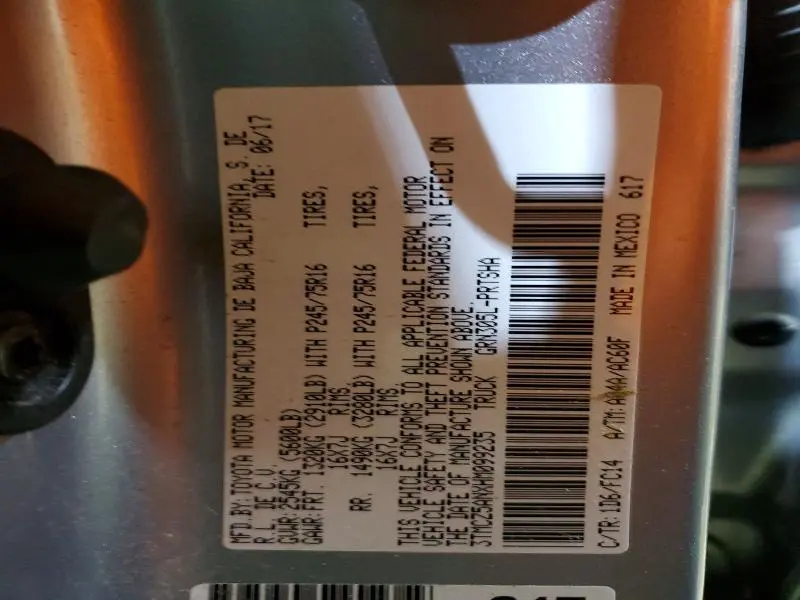 MFD.BY:TOYOTA MOTOR MANUFACTURING DE BAJA CALIFORNIA, S. DE
R.L. DE C.V. DATE: 06/17
GVWR:2545KG (5600LB)
GAWR:FRT. 1320KG (2910LB) WITH P245/75R16 TIRES,
16X7J RIMS,
RR. 1490KG (3280LB) WITH P245/75R16 TIRES,
16X7J RIMS
THIS VEHICLE CONFORMS TO ALL APPLICABLE FEDERAL MOTOR
VEHICLE SAFETY AND THEFT PREVENTION STANDARDS IN EFFECT ON
THE DATE OF MANUFACTURE SHOWN ABOVE.
3TMCZ5ANXHM099235 TRUCK GRN305L-PRTSHA
C/TR:1D6/FC14 A/TM: /AC60F MADE IN MEXICO 617